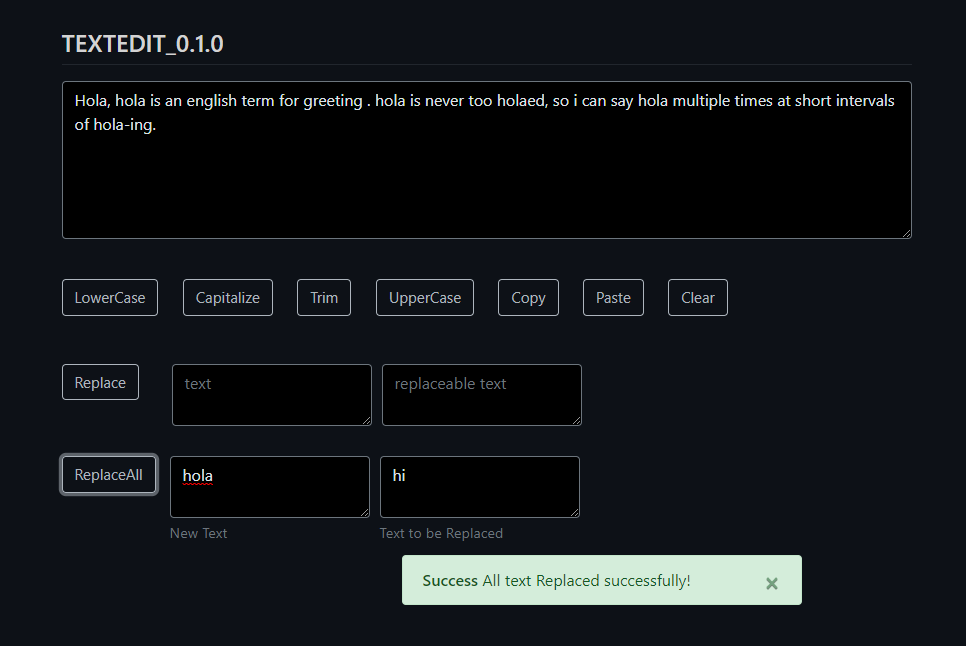 TEXTEDIT_0.1.0
Hola, hola is an english term for greeting . hola is never too holaed, so i can say hola multiple times at short intervals
of hola-ing.
LowerCase Capitalize Trim UpperCase Copy Paste Clear
Replace text replaceable text
ReplaceAll hola hi
New Text Text to be Replaced
Success All text Replaced successfully! ×